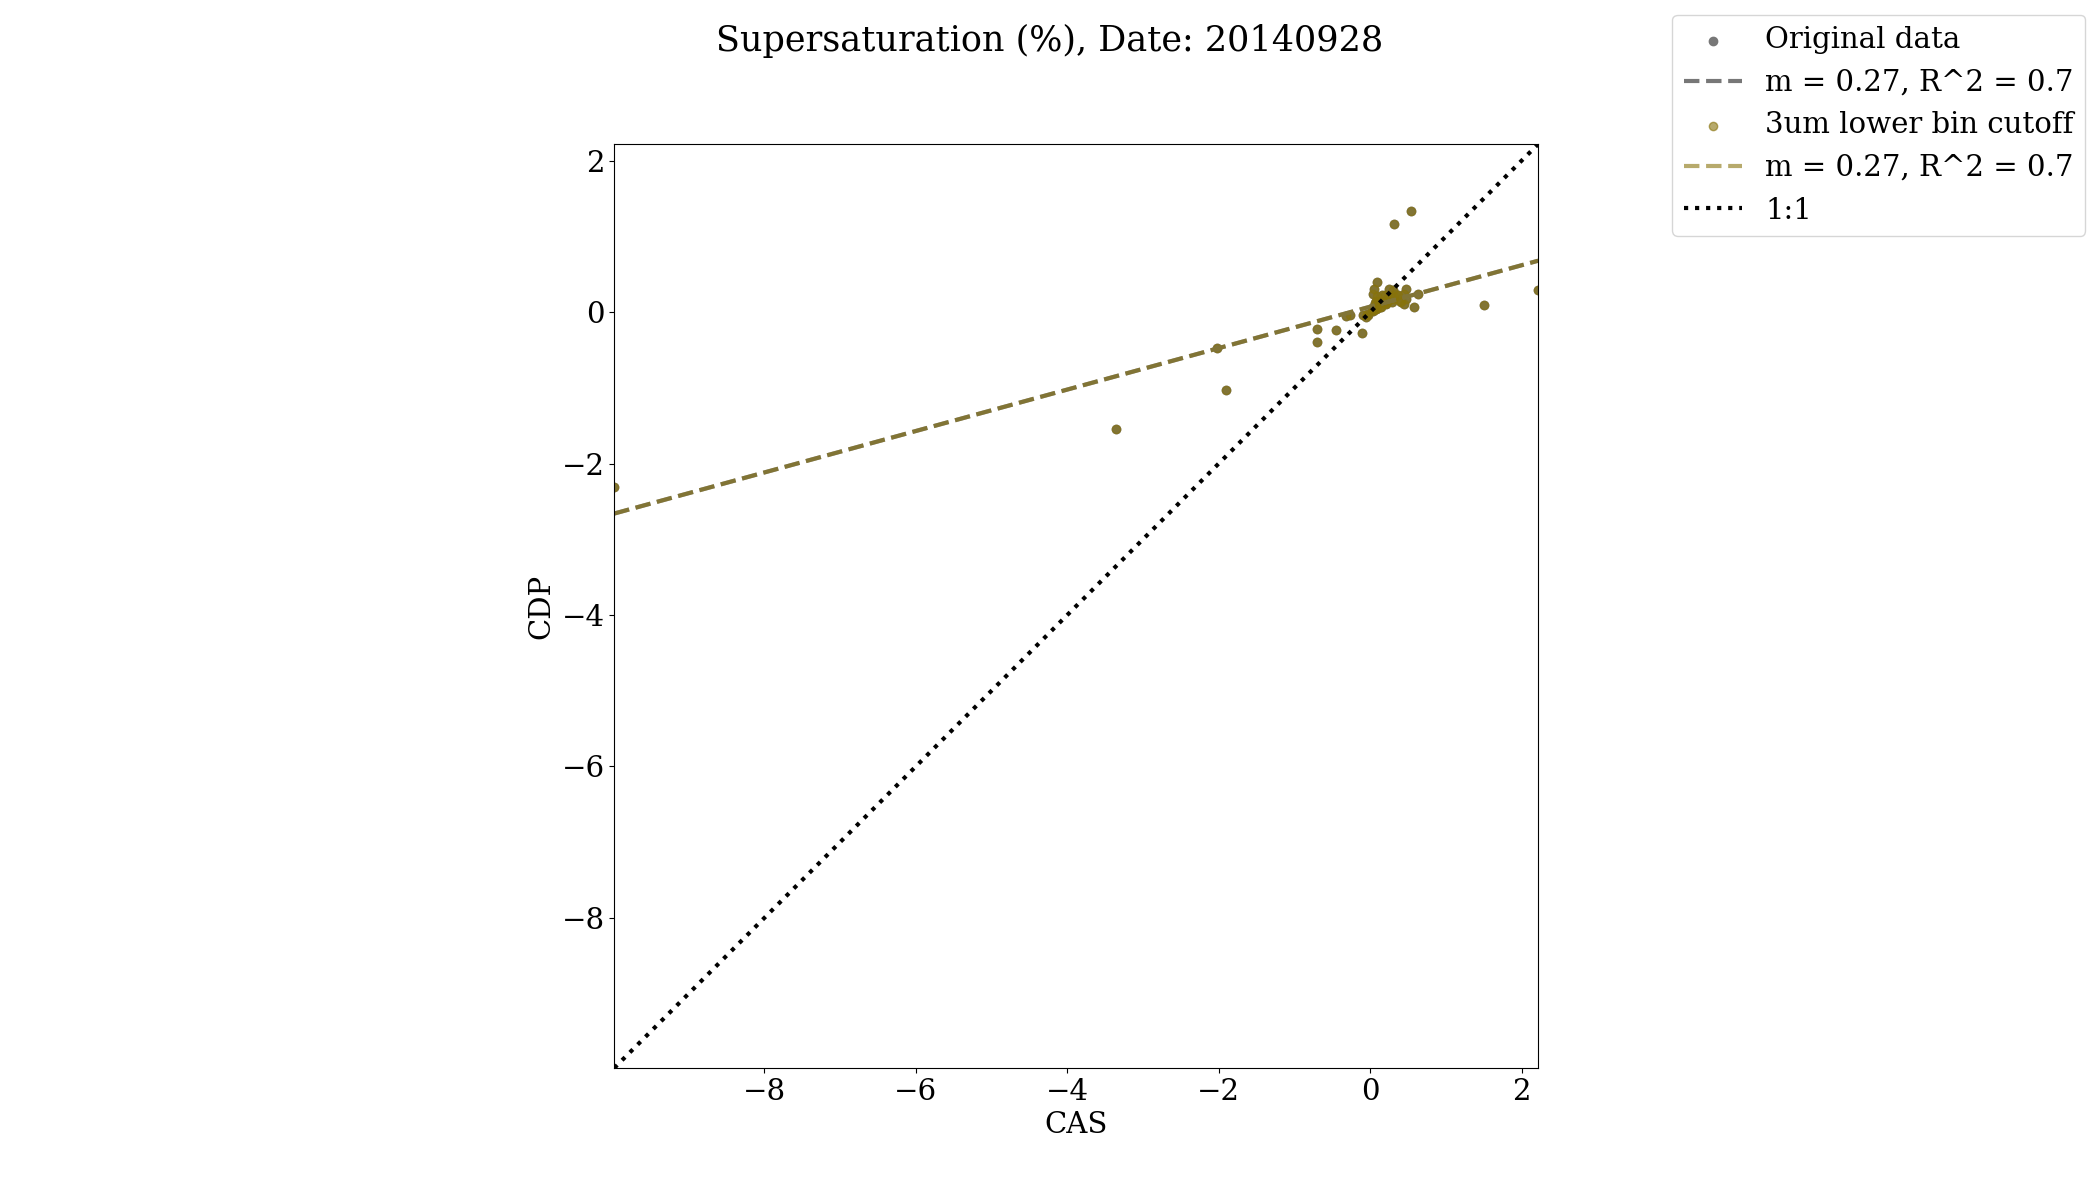 Supersaturation (%), Date: 20140928
Original data
m = 0.27, R^2 = 0.7
3um lower bin cutoff
m = 0.27, R^2 = 0.7
1:1
CDP
2
0
−2
−4
−6
−8
−8 −6 −4 −2 0 2
CAS